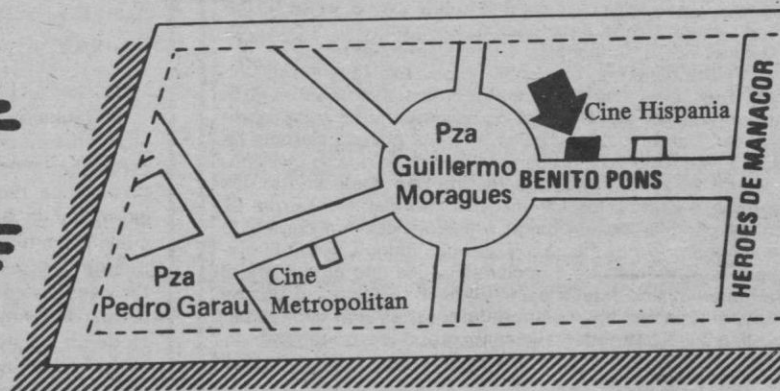 Cine Hispania
Pza
Guillermo
Moragues
BENITO PONS
HEROES DE MANACOR
Pza
Pedro Garau
Cine
Metropolitan